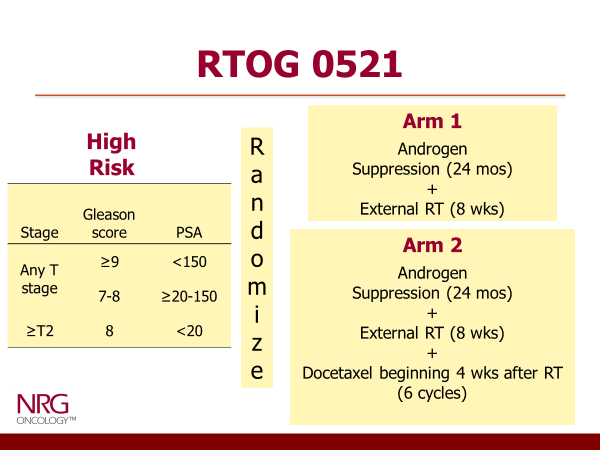 RTOG 0521
High
Risk
Stage Gleason score PSA
Any T stage ≥9 <150
7-8 ≥20-150
≥T2 8 <20
Randomize
Arm 1
Androgen
Suppression (24 mos)
+
External RT (8 wks)
Arm 2
Androgen
Suppression (24 mos)
+
External RT (8 wks)
+
Docetaxel beginning 4 wks after RT
(6 cycles)
NRG
ONCOLOGY™